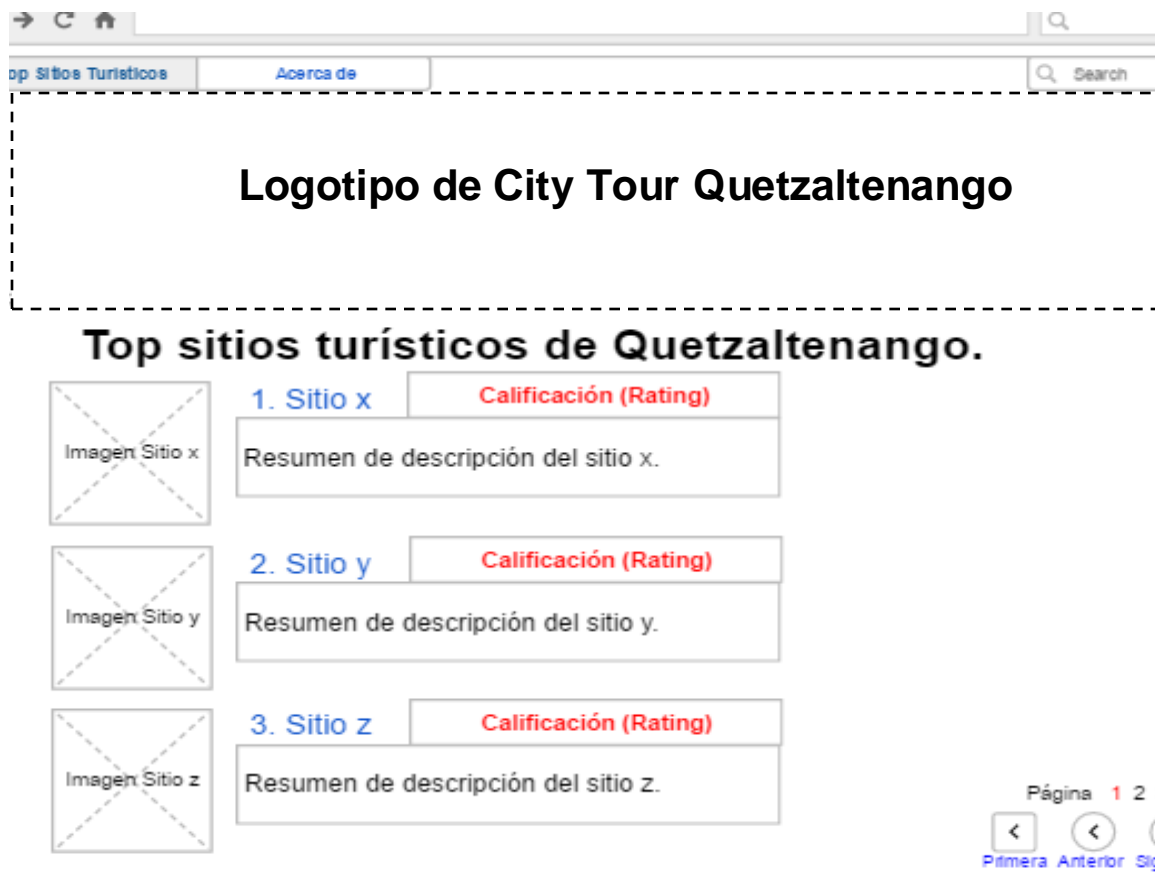 op Sitios Turisticos
Acerca de
Search
Logotipo de City Tour Quetzaltenango
Top sitios turísticos de Quetzaltenango.
Imagen Sitio x
1. Sitio x
Calificación (Rating)
Resumen de descripción del sitio x.
Imagen Sitio y
2. Sitio y
Calificación (Rating)
Resumen de descripción del sitio y.
Imagen Sitio z
3. Sitio z
Calificación (Rating)
Resumen de descripción del sitio z.
Página 1 2
Primera Anterior